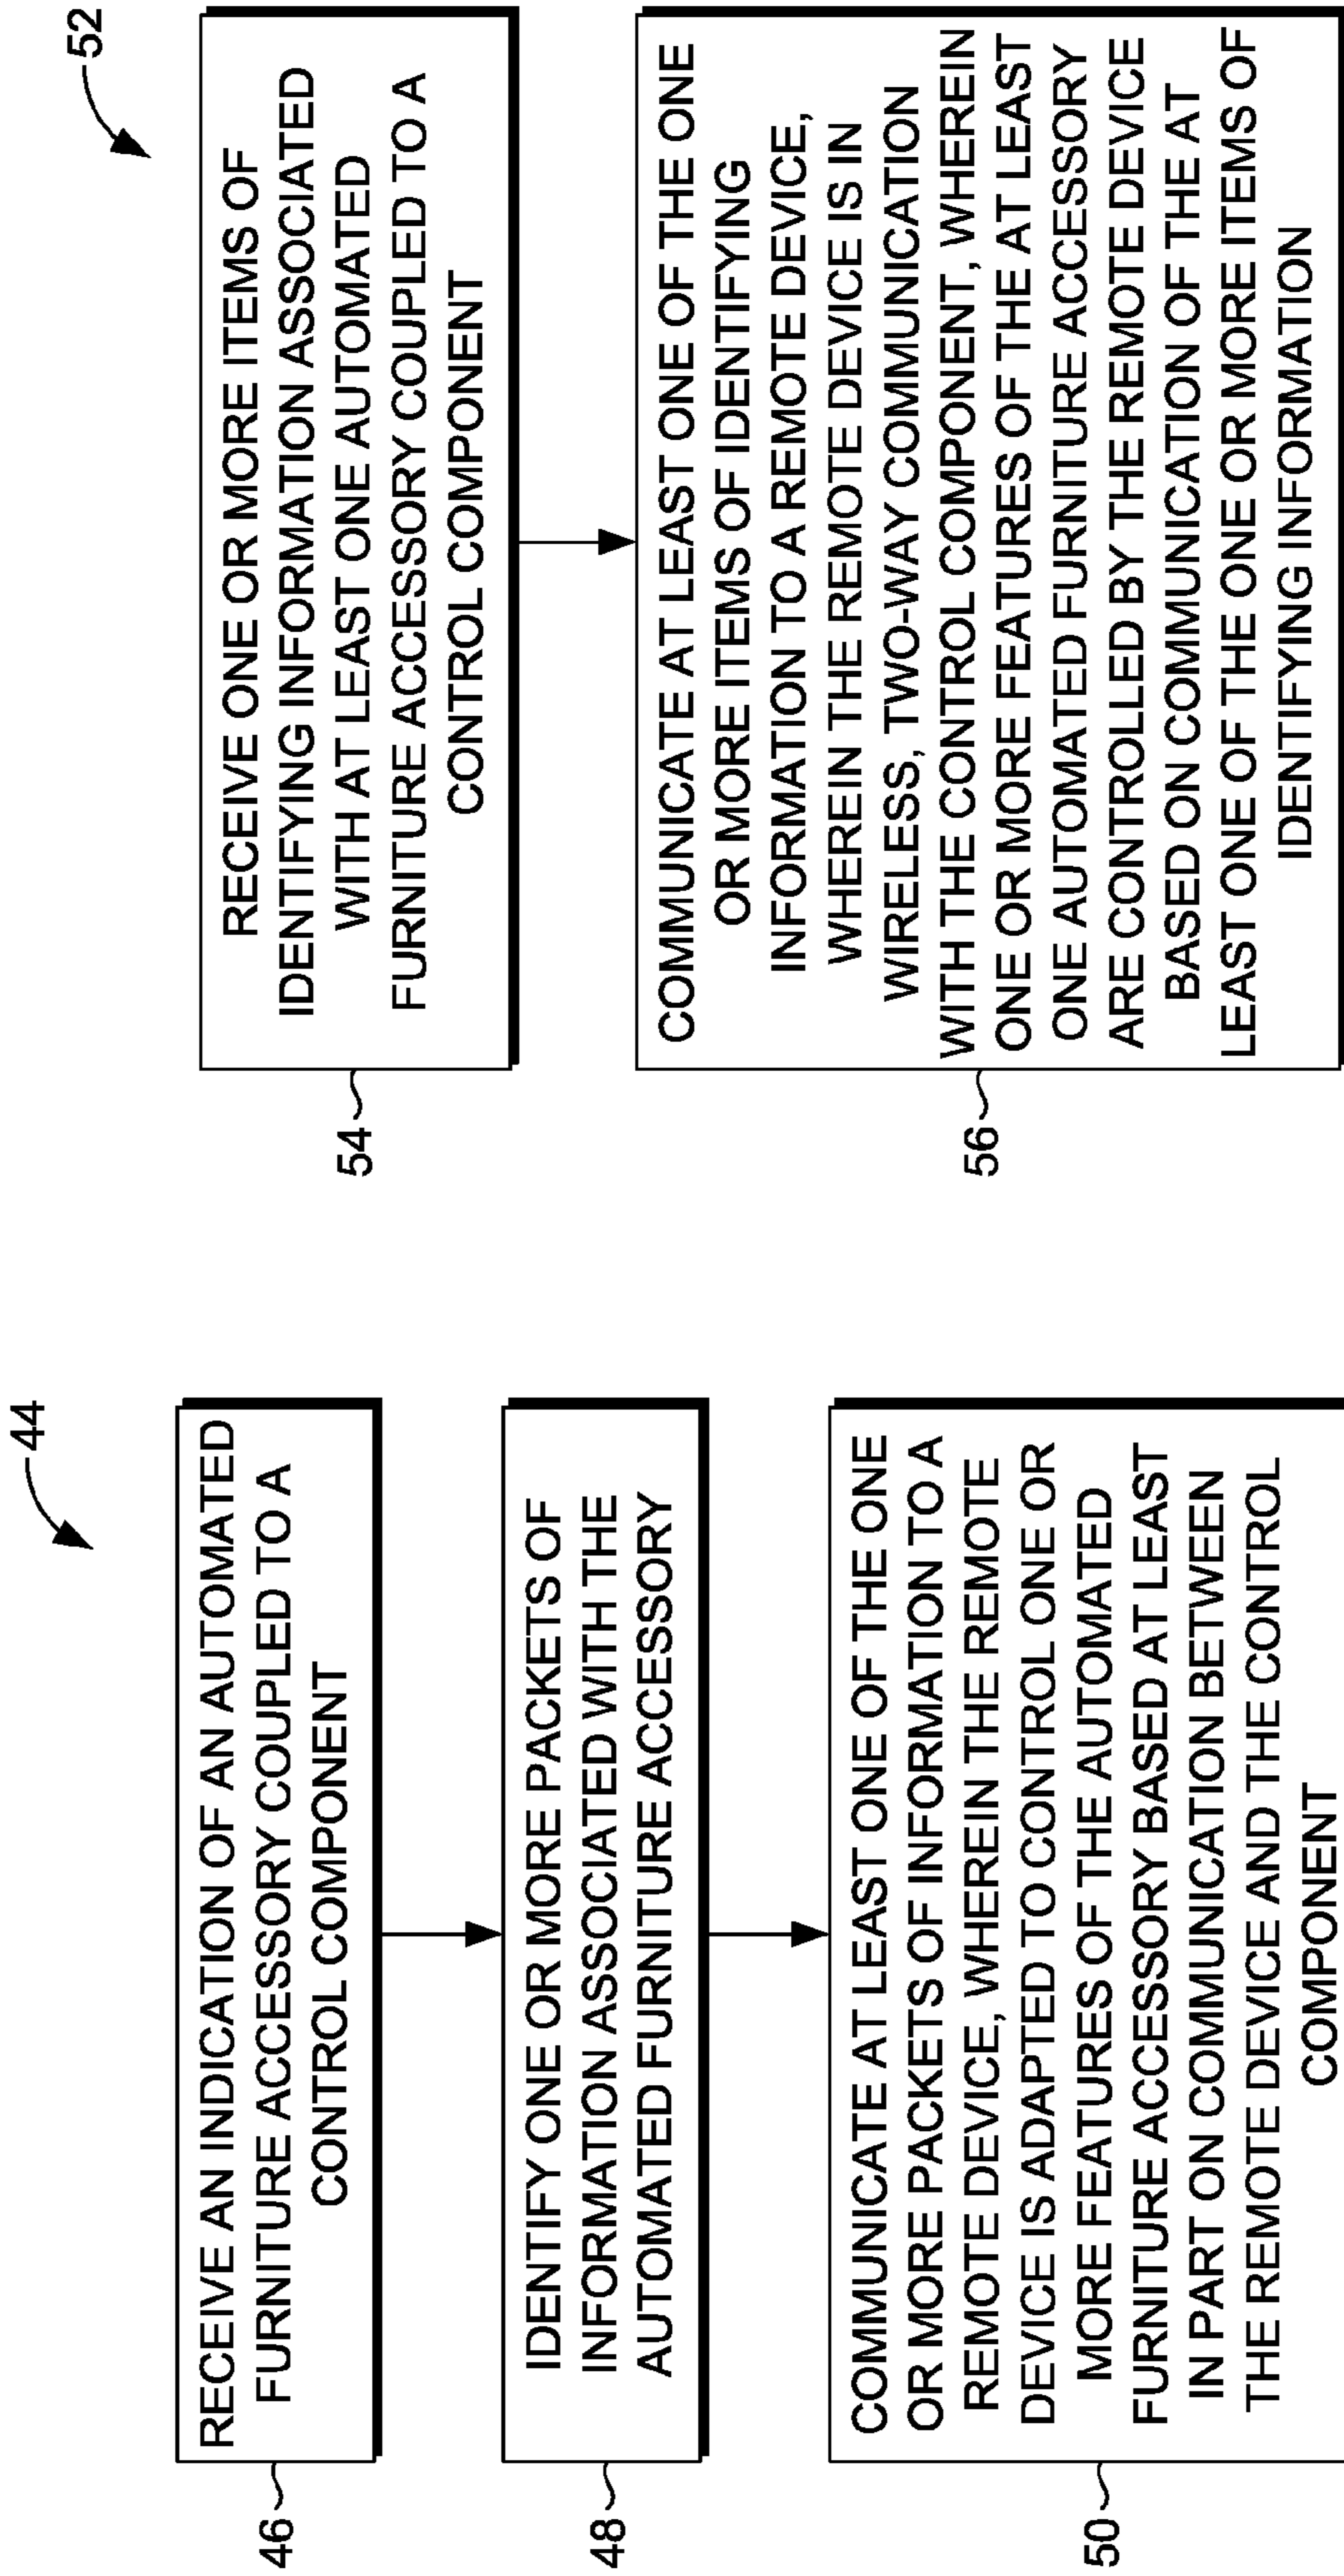 44
46
RECEIVE AN INDICATION OF AN AUTOMATED
FURNITURE ACCESSORY COUPLED TO A
CONTROL COMPONENT
48
IDENTIFY ONE OR MORE PACKETS OF
INFORMATION ASSOCIATED WITH THE
AUTOMATED FURNITURE ACCESSORY
50
COMMUNICATE AT LEAST ONE OF THE ONE
OR MORE PACKETS OF INFORMATION TO A
REMOTE DEVICE, WHEREIN THE REMOTE
DEVICE IS ADAPTED TO CONTROL ONE OR
MORE FEATURES OF THE AUTOMATED
FURNITURE ACCESSORY BASED AT LEAST
IN PART ON COMMUNICATION BETWEEN
THE REMOTE DEVICE AND THE CONTROL
COMPONENT
52
54
RECEIVE ONE OR MORE ITEMS OF
IDENTIFYING INFORMATION ASSOCIATED
WITH AT LEAST ONE AUTOMATED
FURNITURE ACCESSORY COUPLED TO A
CONTROL COMPONENT
56
COMMUNICATE AT LEAST ONE OF THE ONE
OR MORE ITEMS OF IDENTIFYING
INFORMATION TO A REMOTE DEVICE,
WHEREIN THE REMOTE DEVICE IS IN
WIRELESS, TWO-WAY COMMUNICATION
WITH THE CONTROL COMPONENT, WHEREIN
ONE OR MORE FEATURES OF THE AT LEAST
ONE AUTOMATED FURNITURE ACCESSORY
ARE CONTROLLED BY THE REMOTE DEVICE
BASED ON COMMUNICATION OF THE AT
LEAST ONE OF THE ONE OR MORE ITEMS OF
IDENTIFYING INFORMATION